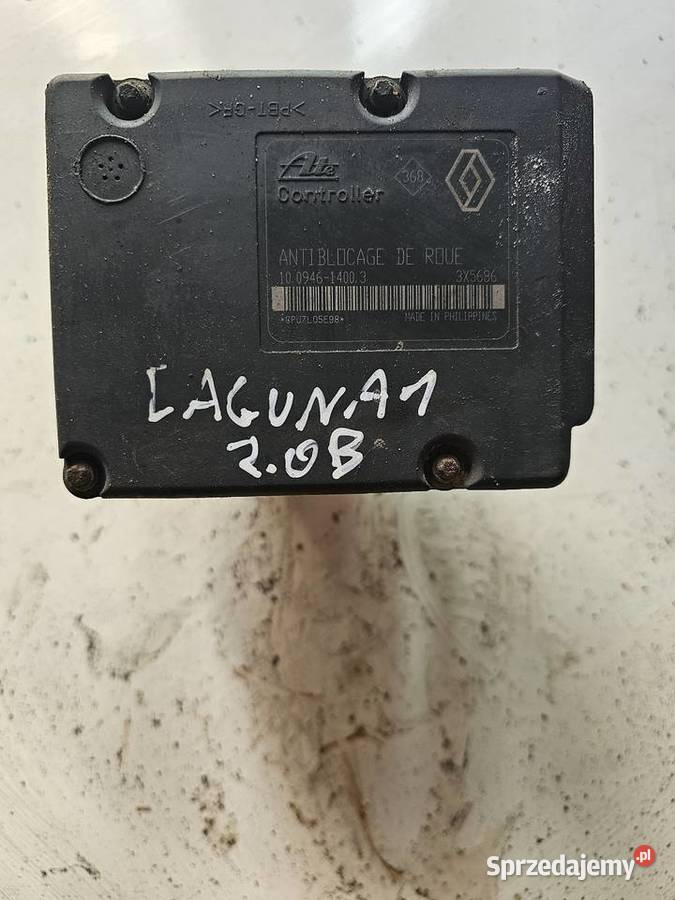 >PBT-GF<
Ate
Controller
368
ANTIBLOCAGE DE ROUE
10.0946-1400.3 3X5686
MADE IN PHILIPPINES
LAGUNA 1
2.0B
Sprzedajemy.pl